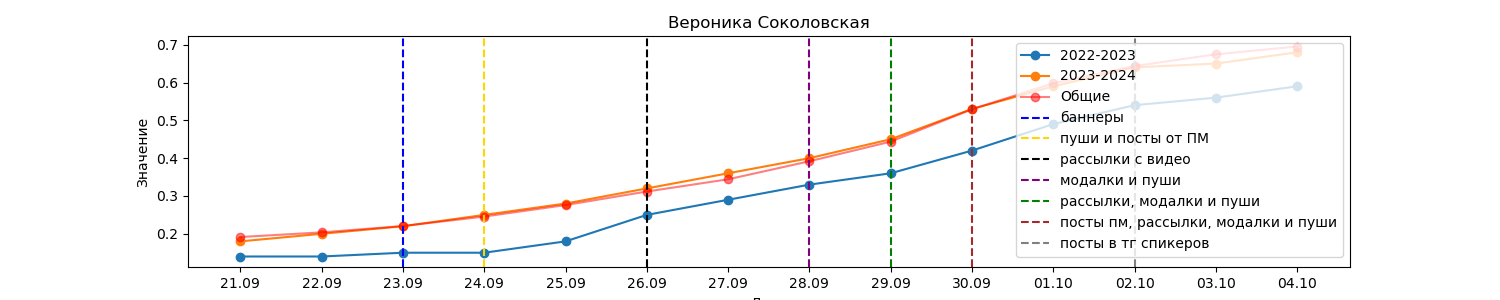 Вероника Соколовская
Значение
0.7
0.6
0.5
0.4
0.3
0.2
2022-2023
2023-2024
Общие
баннеры
пуши и посты от ПМ
рассылки с видео
модалки и пуши
рассылки, модалки и пуши
посты пм, рассылки, модалки и пуши
посты в тг спикеров
21.09 22.09 23.09 24.09 25.09 26.09 27.09 28.09 29.09 30.09 01.10 02.10 03.10 04.10